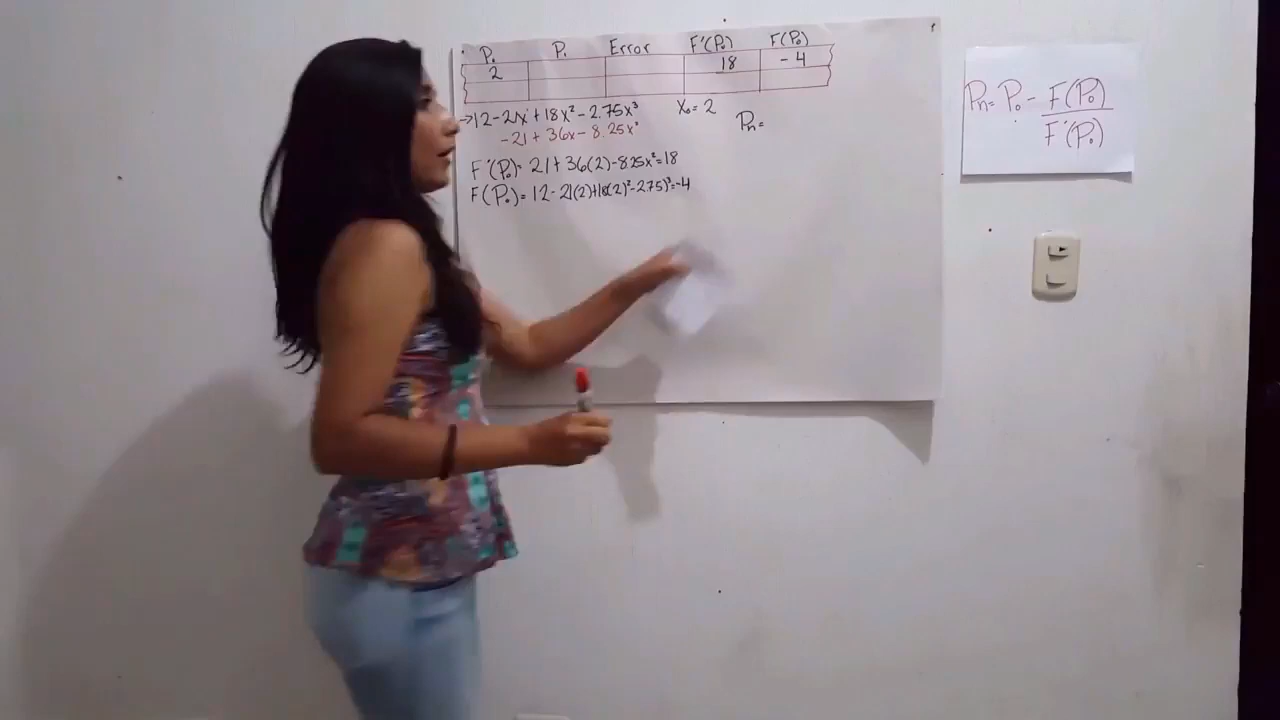 P₀ P₁ Error F'(P₀) F(P₀)
2 18 -4
→12-21x+18x²-2.75x³
X₀=2
Pn=
-21+36x-8.25x²
F'(P₀)= 21+36(2)-8.25x²=18
F(P₀)= 12-21(2)+18(2)²-2.75)³=-4
Pn= P₀ - F(P₀)
F'(P₀)